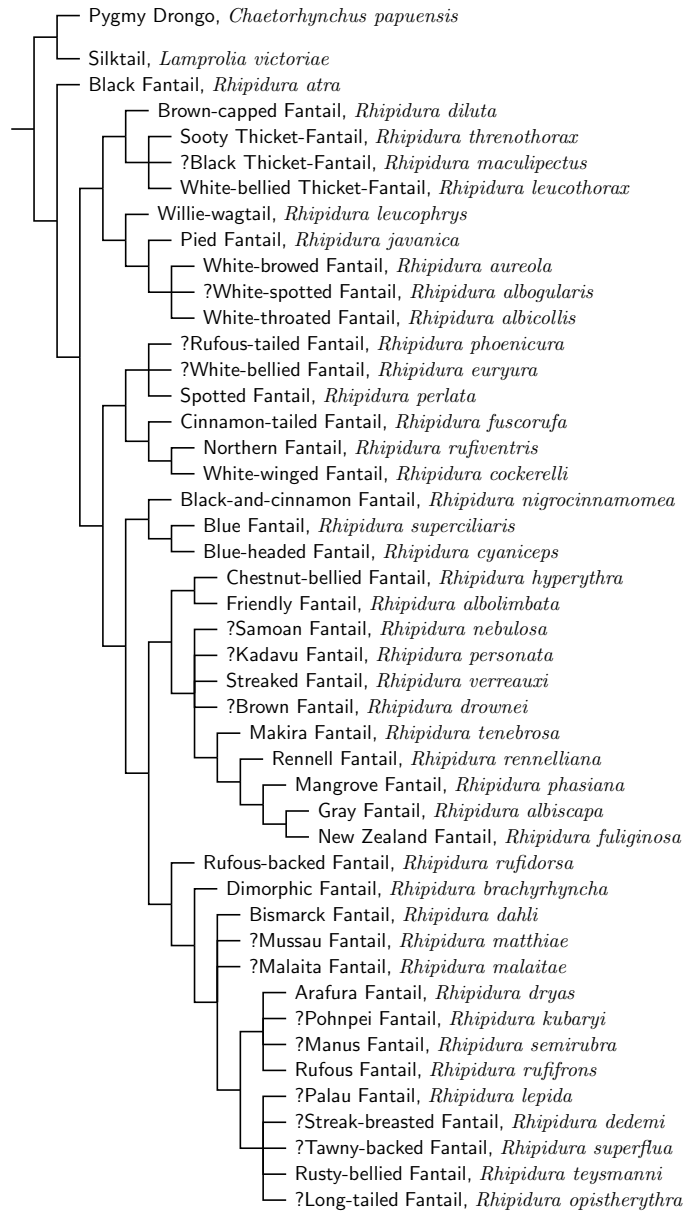 Pygmy Drongo, Chaetorhynchus papuensis
Silktail, Lamprolia victoriae
Black Fantail, Rhipidura atra
Brown-capped Fantail, Rhipidura diluta
Sooty Thicket-Fantail, Rhipidura threnothorax
?Black Thicket-Fantail, Rhipidura maculipectus
White-bellied Thicket-Fantail, Rhipidura leucothorax
Willie-wagtail, Rhipidura leucophrys
Pied Fantail, Rhipidura javanica
White-browed Fantail, Rhipidura aureola
?White-spotted Fantail, Rhipidura albogularis
White-throated Fantail, Rhipidura albicollis
?Rufous-tailed Fantail, Rhipidura phoenicura
?White-bellied Fantail, Rhipidura euryura
Spotted Fantail, Rhipidura perlata
Cinnamon-tailed Fantail, Rhipidura fuscorufa
Northern Fantail, Rhipidura rufiventris
White-winged Fantail, Rhipidura cockerelli
Black-and-cinnamon Fantail, Rhipidura nigrocinnamomea
Blue Fantail, Rhipidura superciliaris
Blue-headed Fantail, Rhipidura cyaniceps
Chestnut-bellied Fantail, Rhipidura hyperythra
Friendly Fantail, Rhipidura albolimbata
?Samoan Fantail, Rhipidura nebulosa
?Kadavu Fantail, Rhipidura personata
Streaked Fantail, Rhipidura verreauxi
?Brown Fantail, Rhipidura drownei
Makira Fantail, Rhipidura tenebrosa
Rennell Fantail, Rhipidura rennelliana
Mangrove Fantail, Rhipidura phasiana
Gray Fantail, Rhipidura albiscapa
New Zealand Fantail, Rhipidura fuliginosa
Rufous-backed Fantail, Rhipidura rufidorsa
Dimorphic Fantail, Rhipidura brachyrhyncha
Bismarck Fantail, Rhipidura dahli
?Mussau Fantail, Rhipidura matthiae
?Malaita Fantail, Rhipidura malaitae
Arafura Fantail, Rhipidura dryas
?Pohnpei Fantail, Rhipidura kubaryi
?Manus Fantail, Rhipidura semirubra
Rufous Fantail, Rhipidura rufifrons
?Palau Fantail, Rhipidura lepida
?Streak-breasted Fantail, Rhipidura dedemi
?Tawny-backed Fantail, Rhipidura superflua
Rusty-bellied Fantail, Rhipidura teysmanni
?Long-tailed Fantail, Rhipidura opistherythra